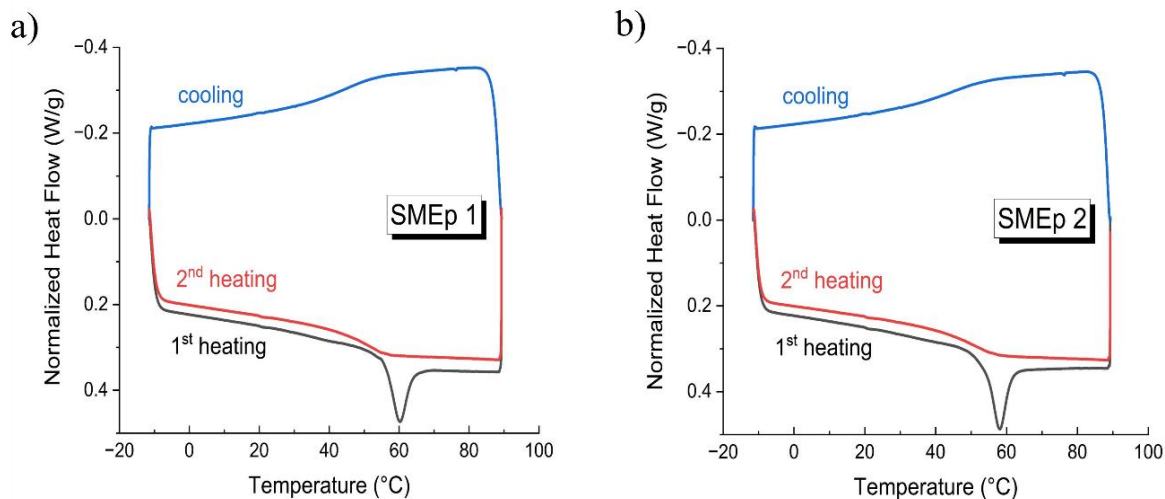 a)
−0.4
−0.2
0.0
0.2
0.4
Normalized Heat Flow (W/g)
cooling
SMEp 1
2nd heating
1st heating
−20 0 20 40 60 80 100
Temperature (°C)
b)
−0.4
−0.2
0.0
0.2
0.4
Normalized Heat Flow (W/g)
cooling
SMEp 2
2nd heating
1st heating
−20 0 20 40 60 80 100
Temperature (°C)